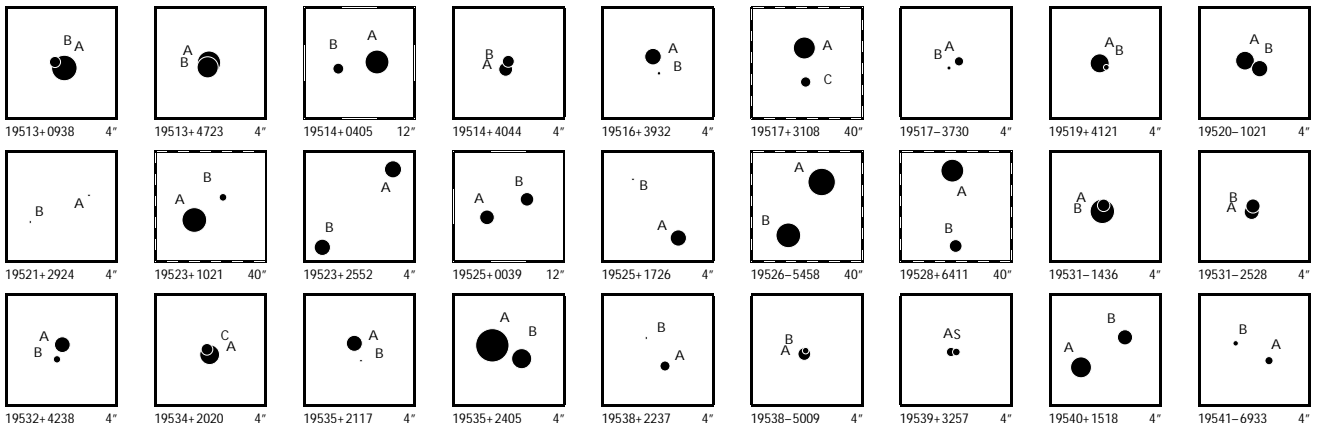 B A
A
B
A
B
B
A
A
B
A
C
A
B
A
B
A
B
19513+0938 4″ 19513+4723 4″ 19514+0405 12″ 19514+4044 4″ 19516+3932 4″ 19517+3108 40″ 19517−3730 4″ 19519+4121 4″ 19520−1021 4″
B
A
B
A
A
B
A
B
B
A
A
B
A
B
A
B
B
A
19521+2924 4″ 19523+1021 40″ 19523+2552 4″ 19525+0039 12″ 19525+1726 4″ 19526−5458 40″ 19528+6411 40″ 19531−1436 4″ 19531−2528 4″
A
B
C
A
A
B
A
B
B
A
B
A
A S
B
A
B
A
19532+4238 4″ 19534+2020 4″ 19535+2117 4″ 19535+2405 4″ 19538+2237 4″ 19538−5009 4″ 19539+3257 4″ 19540+1518 4″ 19541−6933 4″